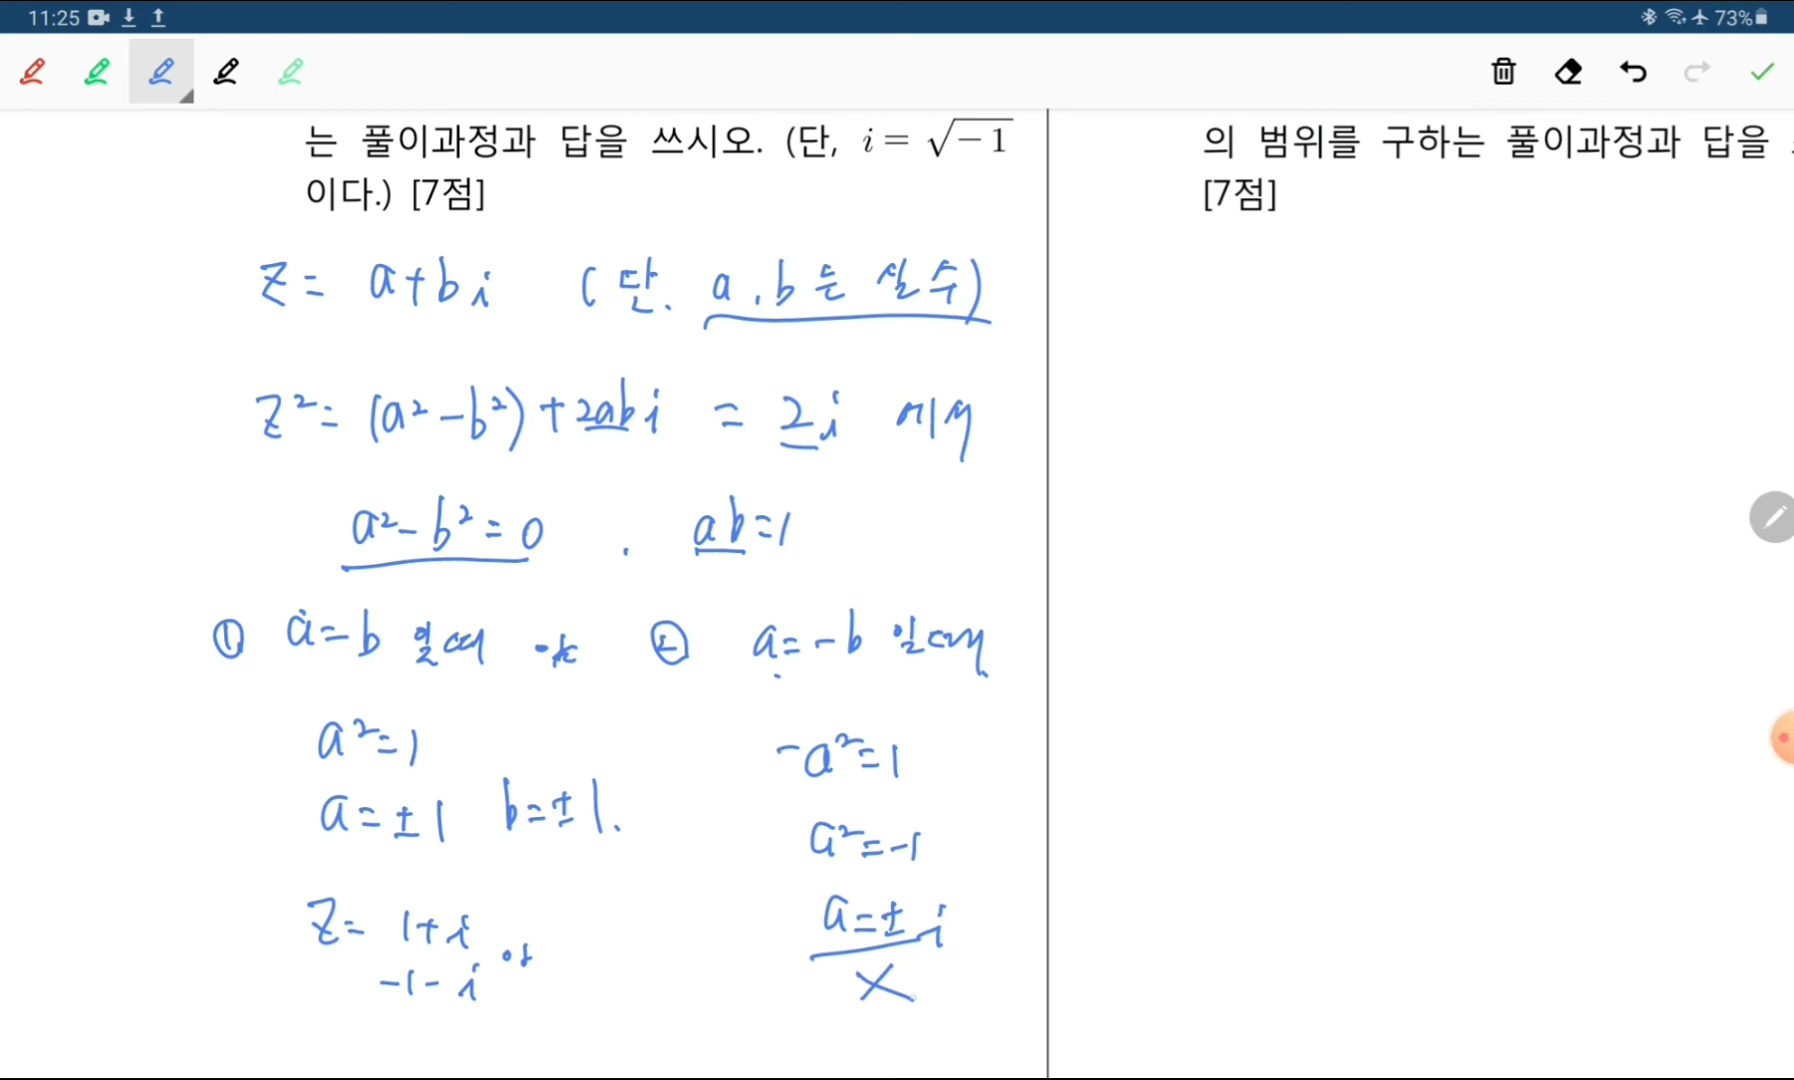 11:25 73%
는 풀이과정과 답을 쓰시오. (단, i = √-1
이다.) [7점]
z = a+bi (단. a, b는 실수)
z² = (a²-b²)+2abi = 2i 에서
a²-b²=0 , ab=1
① a=b 일때 ② a=-b 일때
a²=1
a=±1 b=±1.
z= 1+i
-1-i
-a²=1
a²=-1
a=±i
X
의 범위를 구하는 풀이과정과 답을
[7점]